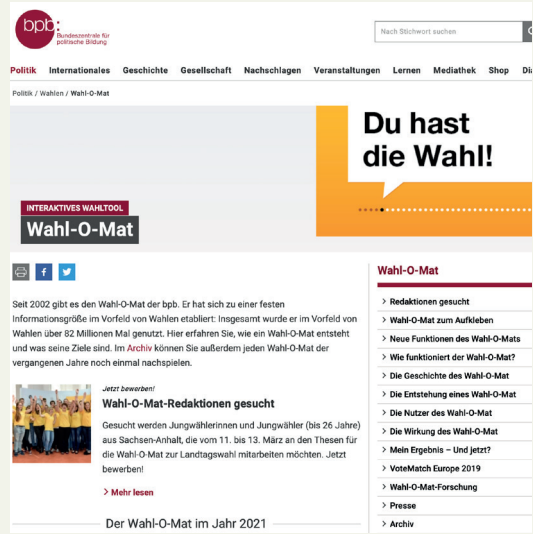 bpb:
Bundeszentrale für
politische Bildung
Nach Stichwort suchen
Politik Internationales Geschichte Gesellschaft Nachschlagen Veranstaltungen Lernen Mediathek Shop
Politik / Wahlen / Wahl-O-Mat
Du hast
die Wahl!
INTERAKTIVES WAHLTOOL
Wahl-O-Mat
Seit 2002 gibt es den Wahl-O-Mat der bpb. Er hat sich zu einer festen
Informationsgröße im Vorfeld von Wahlen etabliert: Insgesamt wurde er im Vorfeld von
Wahlen über 82 Millionen Mal genutzt. Hier erfahren Sie, wie ein Wahl-O-Mat entsteht
und was seine Ziele sind. Im Archiv können Sie außerdem jeden Wahl-O-Mat der
vergangenen Jahre noch einmal nachspielen.
Jetzt bewerben!
Wahl-O-Mat-Redaktionen gesucht
Gesucht werden Jungwählerinnen und Jungwähler (bis 26 Jahre)
aus Sachsen-Anhalt, die vom 11. bis 13. März an den Thesen für
die Wahl-O-Mat zur Landtagswahl mitarbeiten möchten. Jetzt
bewerben!
> Mehr lesen
Der Wahl-O-Mat im Jahr 2021
Wahl-O-Mat
> Redaktionen gesucht
> Wahl-O-Mat zum Aufkleben
> Neue Funktionen des Wahl-O-Mats
> Wie funktioniert der Wahl-O-Mat?
> Die Geschichte des Wahl-O-Mat
> Die Entstehung eines Wahl-O-Mat
> Die Nutzer des Wahl-O-Mat
> Die Wirkung des Wahl-O-Mat
> Mein Ergebnis – Und jetzt?
> VoteMatch Europe 2019
> Wahl-O-Mat-Forschung
> Presse
> Archiv